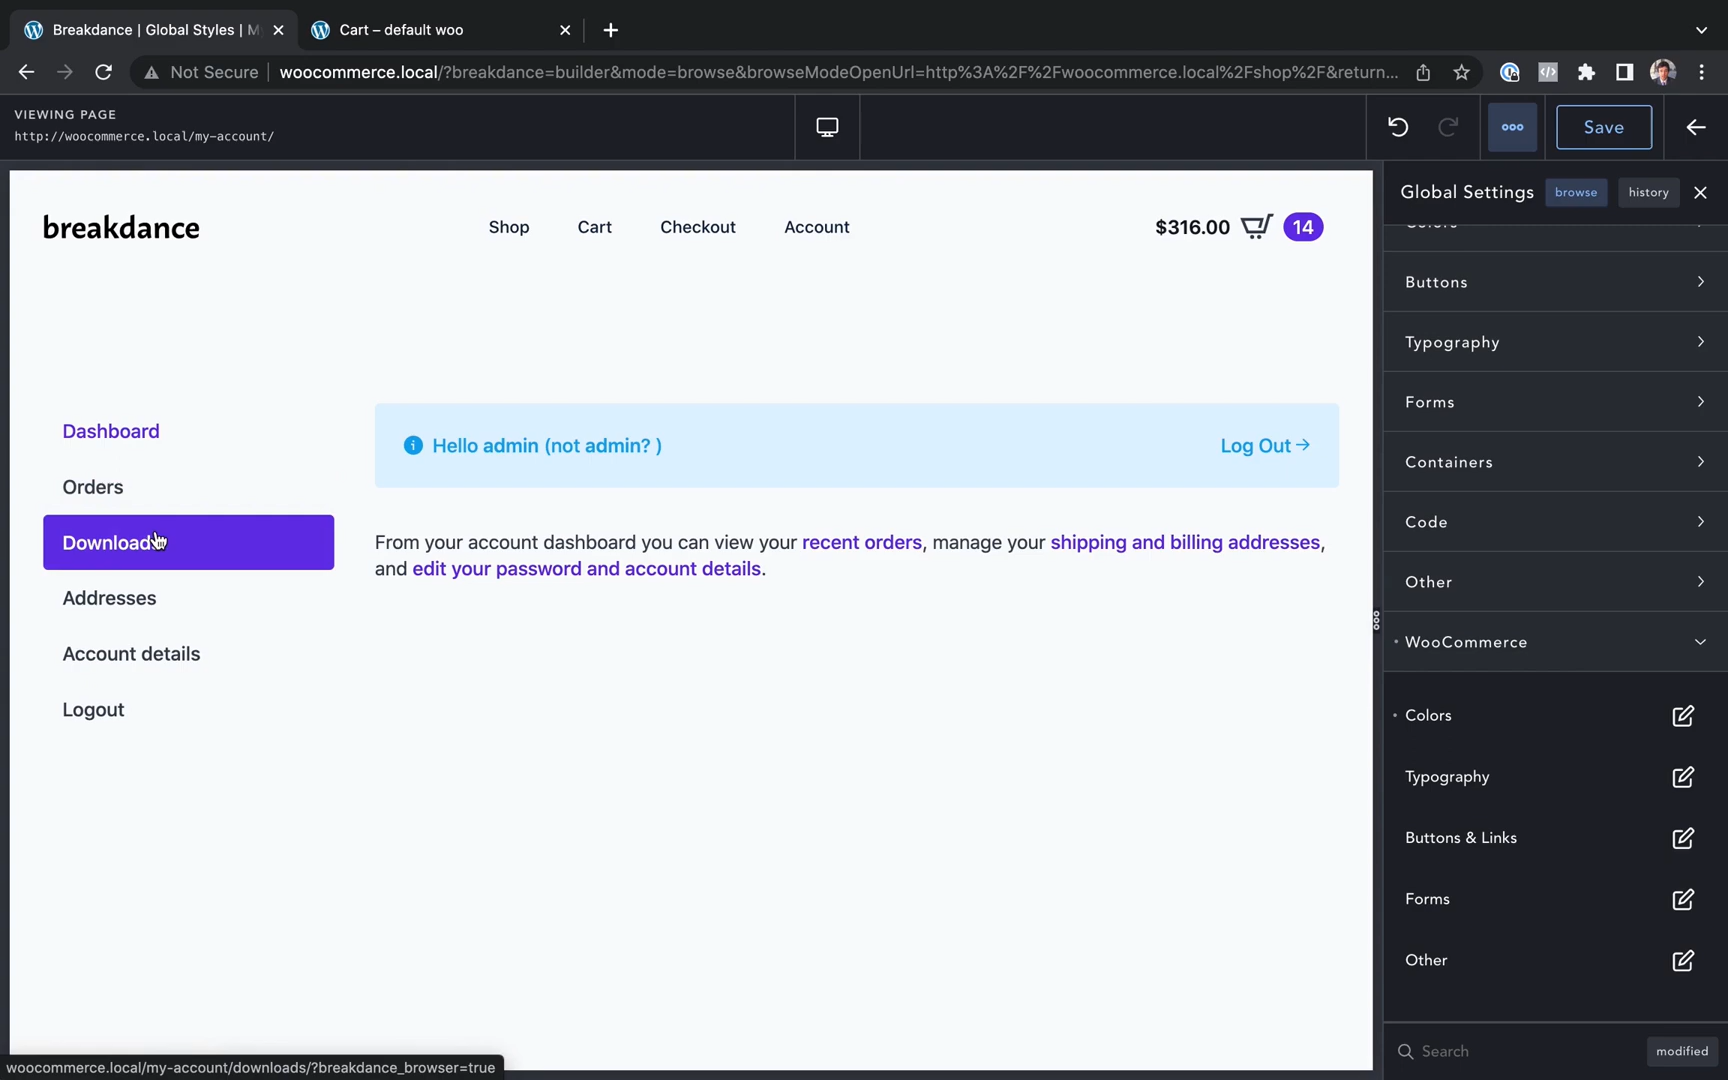 Breakdance | Global Styles | M
Cart – default woo
Not Secure
woocommerce.local/?breakdance=builder&mode=browse&browseModeOpenUrl=http%3A%2F%2Fwoocommerce.local%2Fshop%2F&return...
VIEWING PAGE
http://woocommerce.local/my-account/
Save
Global Settings
browse
history
breakdance
Shop
Cart
Checkout
Account
$316.00
14
Colors
Buttons
Typography
Forms
Containers
Code
Other
WooCommerce
Colors
Typography
Buttons & Links
Forms
Other
Search
modified
Dashboard
Orders
Downloads
Addresses
Account details
Logout
Hello admin (not admin? )
Log Out
From your account dashboard you can view your recent orders, manage your shipping and billing addresses,
and edit your password and account details.
woocommerce.local/my-account/downloads/?breakdance_browser=true